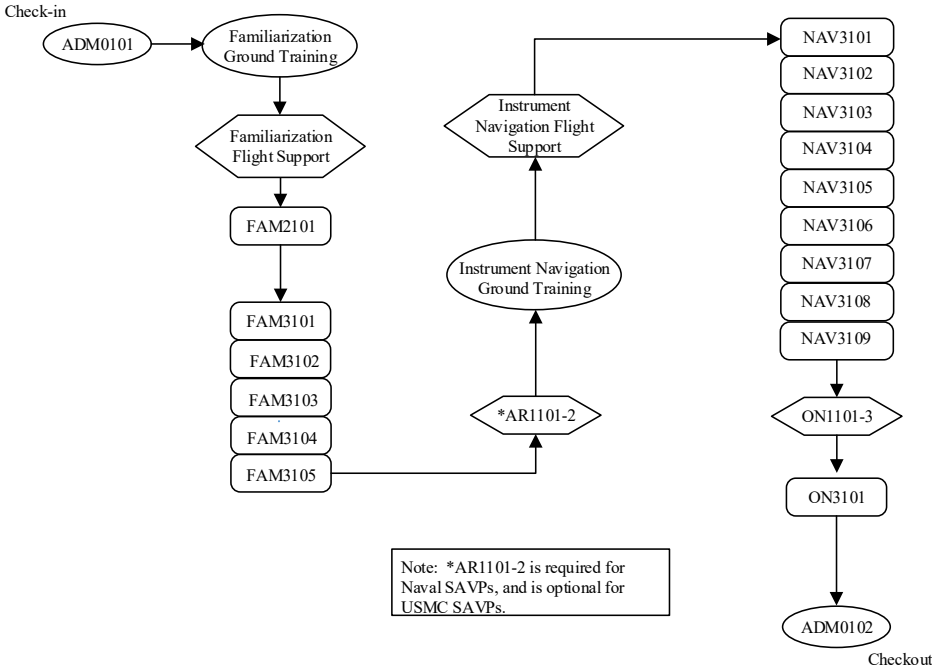 Check-in
ADM0101
Familiarization
Ground Training
Familiarization
Flight Support
FAM2101
FAM3101
FAM3102
FAM3103
FAM3104
FAM3105
*AR1101-2
Instrument Navigation
Ground Training
Instrument
Navigation Flight
Support
NAV3101
NAV3102
NAV3103
NAV3104
NAV3105
NAV3106
NAV3107
NAV3108
NAV3109
ON1101-3
ON3101
ADM0102
Checkout
Note: *AR1101-2 is required for
Naval SAVPs, and is optional for
USMC SAVPs.